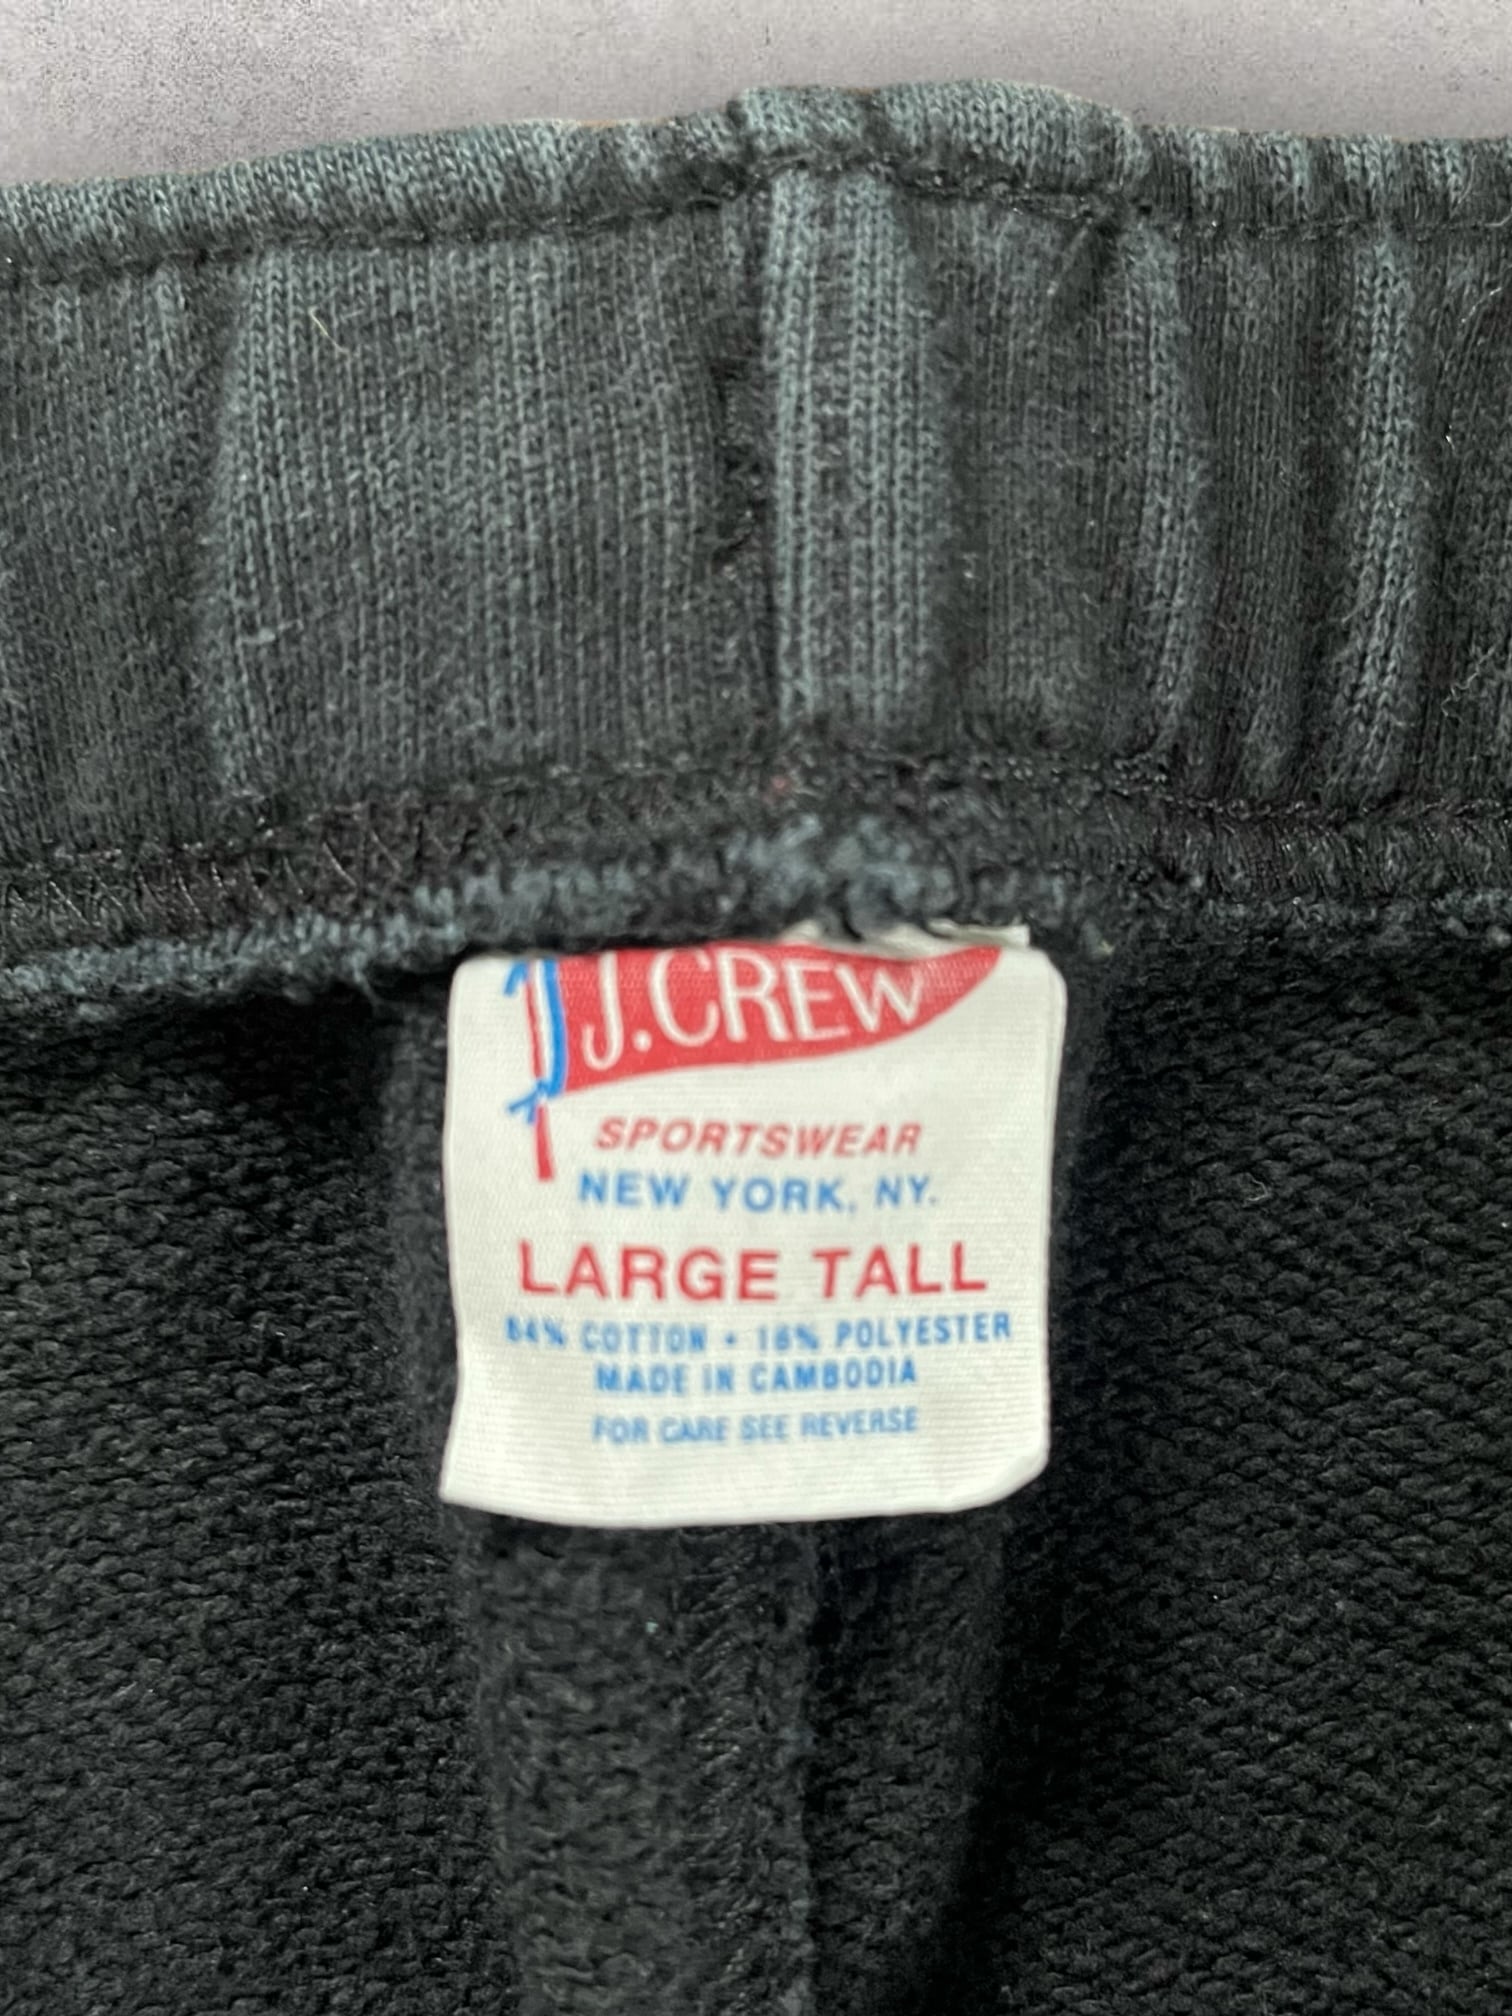 J.CREW
SPORTSWEAR
NEW YORK, NY.
LARGE TALL
84% COTTON • 16% POLYESTER
MADE IN CAMBODIA
FOR CARE SEE REVERSE